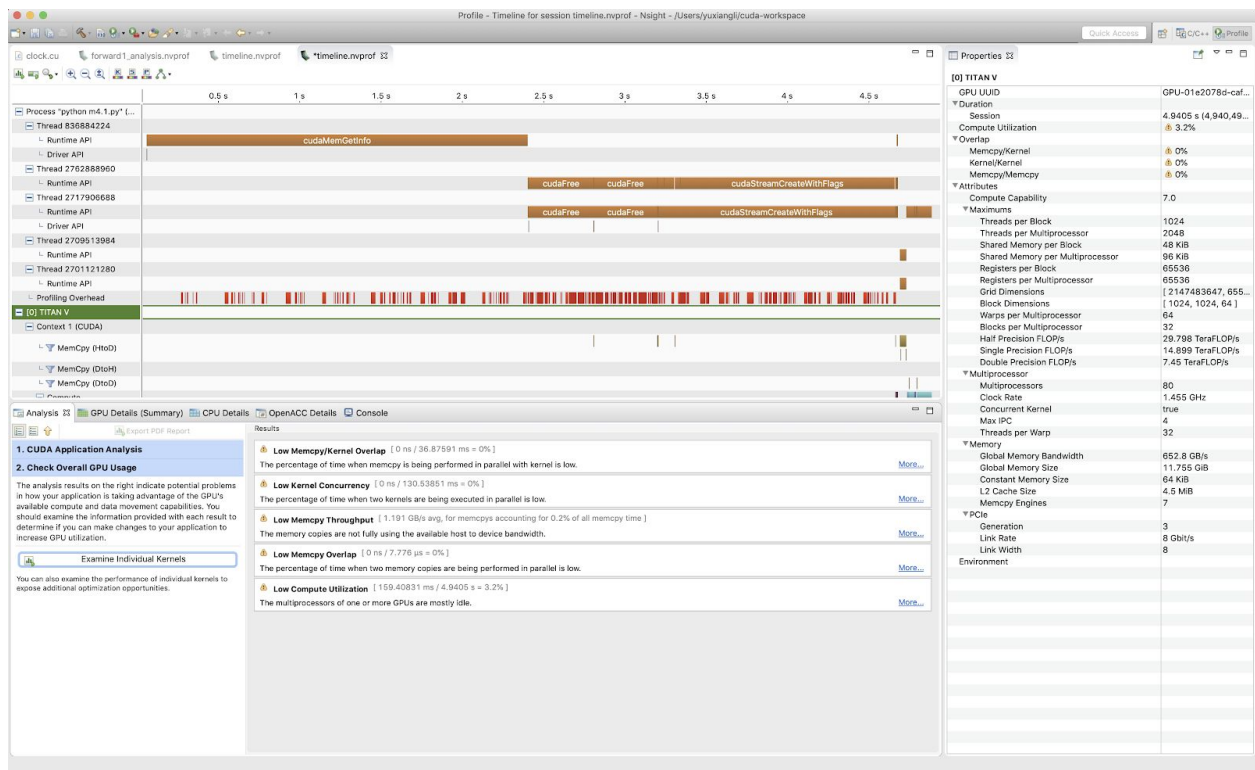 Profile - Timeline for session timeline.nvprof - Nsight - /Users/yuxiangli/cuda-workspace
Quick Access
C/C++
Profile
clock.cu
forward1_analysis.nvprof
timeline.nvprof
*timeline.nvprof
0.5 s 1 s 1.5 s 2 s 2.5 s 3 s 3.5 s 4 s 4.5 s
Process "python m4.1.py" (...
Thread 836884224
Runtime API cudaMemGetInfo
Driver API
Thread 2762888960
Runtime API cudaFree cudaFree cudaStreamCreateWithFlags
Thread 2717906688
Runtime API cudaFree cudaFree cudaStreamCreateWithFlags
Driver API
Thread 2709513984
Runtime API
Thread 2701121280
Runtime API
Profiling Overhead
[0] TITAN V
Context 1 (CUDA)
MemCpy (HtoD)
MemCpy (DtoH)
MemCpy (DtoD)
Compute
Analysis
GPU Details (Summary)
CPU Details
OpenACC Details
Console
Export PDF Report
1. CUDA Application Analysis
2. Check Overall GPU Usage
The analysis results on the right indicate potential problems
in how your application is taking advantage of the GPU's
available compute and data movement capabilities. You
should examine the information provided with each result to
determine if you can make changes to your application to
increase GPU utilization.
Examine Individual Kernels
You can also examine the performance of individual kernels to
expose additional optimization opportunities.
Results
Low Memcpy/Kernel Overlap [ 0 ns / 36.87591 ms = 0% ]
The percentage of time when memcpy is being performed in parallel with kernel is low. More...
Low Kernel Concurrency [ 0 ns / 130.53851 ms = 0% ]
The percentage of time when two kernels are being executed in parallel is low. More...
Low Memcpy Throughput [ 1.191 GB/s avg, for memcpys accounting for 0.2% of all memcpy time ]
The memory copies are not fully using the available host to device bandwidth. More...
Low Memcpy Overlap [ 0 ns / 7.776 µs = 0% ]
The percentage of time when two memory copies are being performed in parallel is low. More...
Low Compute Utilization [ 159.40831 ms / 4.9405 s = 3.2% ]
The multiprocessors of one or more GPUs are mostly idle. More...
Properties
[0] TITAN V
GPU UUID GPU-01e2078d-caf...
Duration
Session 4.9405 s (4,940,49...
Compute Utilization 3.2%
Overlap
Memcpy/Kernel 0%
Kernel/Kernel 0%
Memcpy/Memcpy 0%
Attributes
Compute Capability 7.0
Maximums
Threads per Block 1024
Threads per Multiprocessor 2048
Shared Memory per Block 48 KiB
Shared Memory per Multiprocessor 96 KiB
Registers per Block 65536
Registers per Multiprocessor 65536
Grid Dimensions [ 2147483647, 655...
Block Dimensions [ 1024, 1024, 64 ]
Warps per Multiprocessor 64
Blocks per Multiprocessor 32
Half Precision FLOP/s 29.798 TeraFLOP/s
Single Precision FLOP/s 14.899 TeraFLOP/s
Double Precision FLOP/s 7.45 TeraFLOP/s
Multiprocessor
Multiprocessors 80
Clock Rate 1.455 GHz
Concurrent Kernel true
Max IPC 4
Threads per Warp 32
Memory
Global Memory Bandwidth 652.8 GB/s
Global Memory Size 11.755 GiB
Constant Memory Size 64 KiB
L2 Cache Size 4.5 MiB
Memcpy Engines 7
PCIe
Generation 3
Link Rate 8 Gbit/s
Link Width 8
Environment